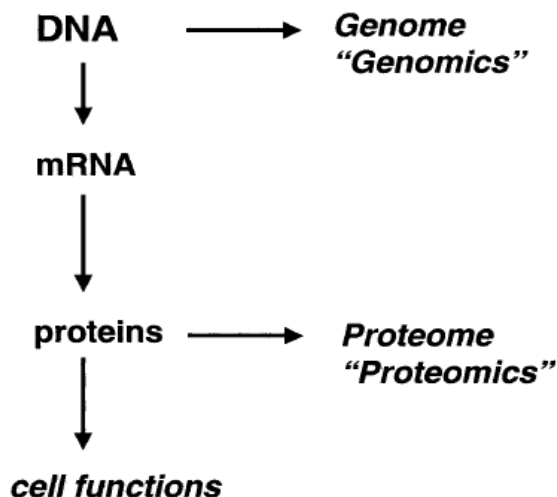 DNA
Genome
“Genomics”
mRNA
proteins
Proteome
“Proteomics”
cell functions